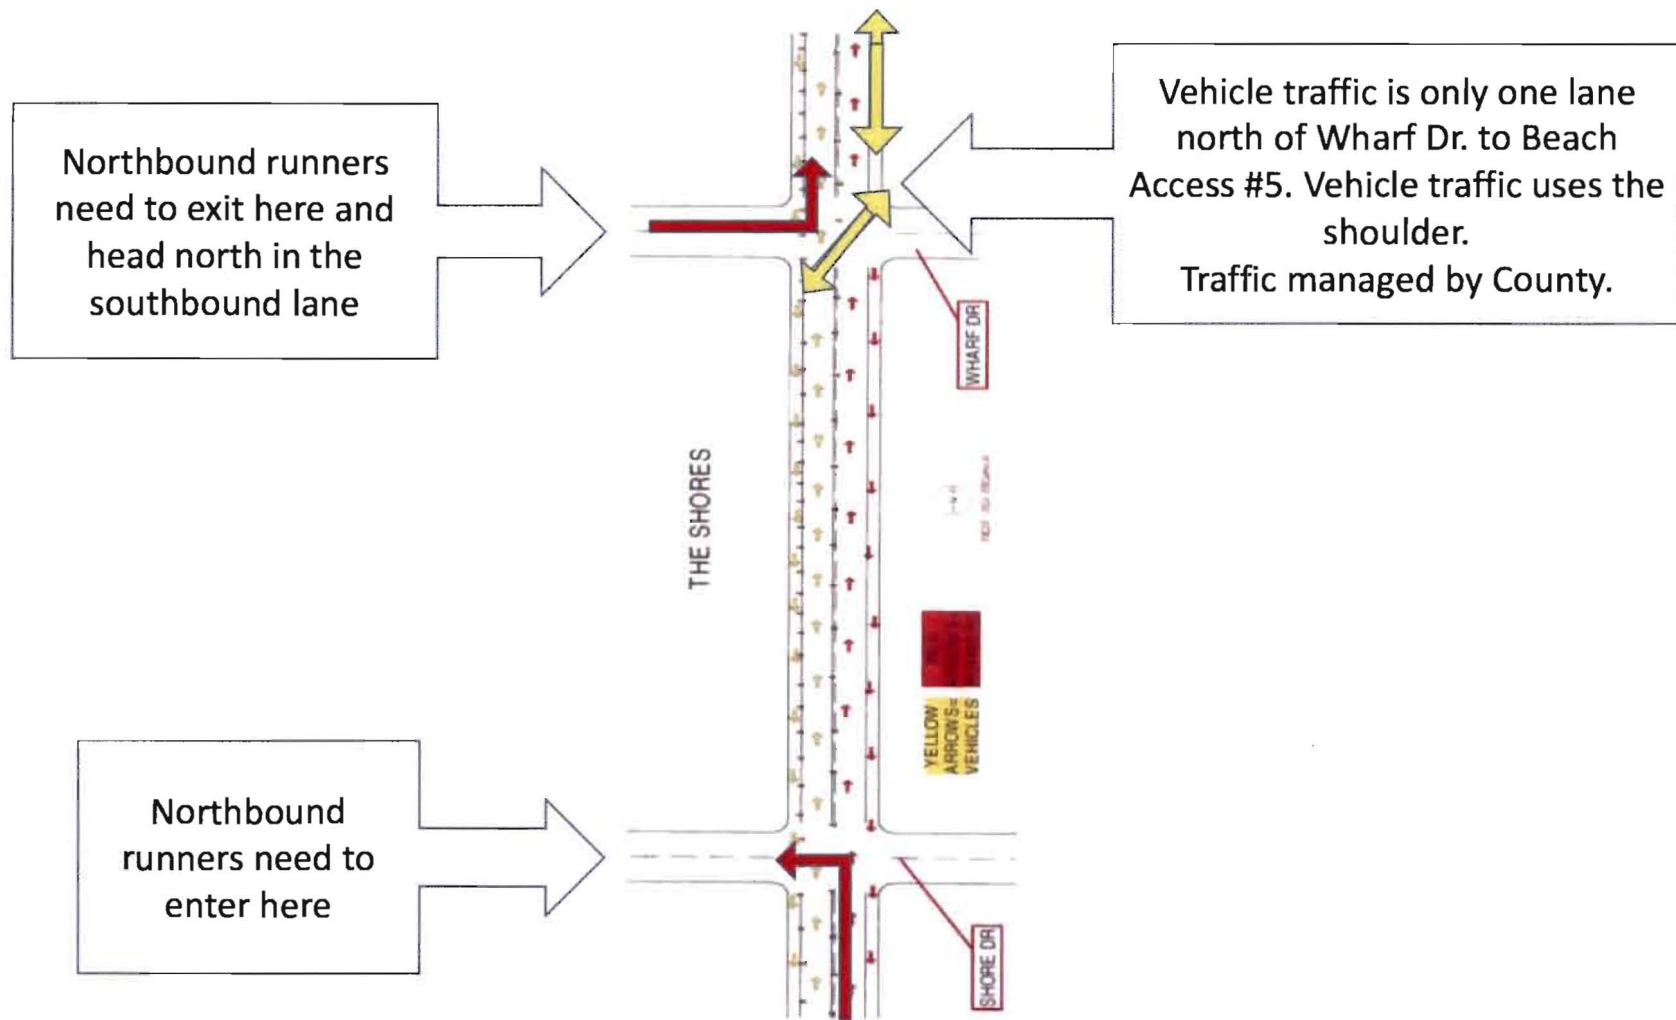 Northbound runners
need to exit here and
head north in the
southbound lane
Vehicle traffic is only one lane
north of Wharf Dr. to Beach
Access #5. Vehicle traffic uses the
shoulder.
Traffic managed by County.
WHARF DR
THE SHORES
YELLOW
ARROWS=
VEHICLES
Northbound
runners need to
enter here
SHORE DR